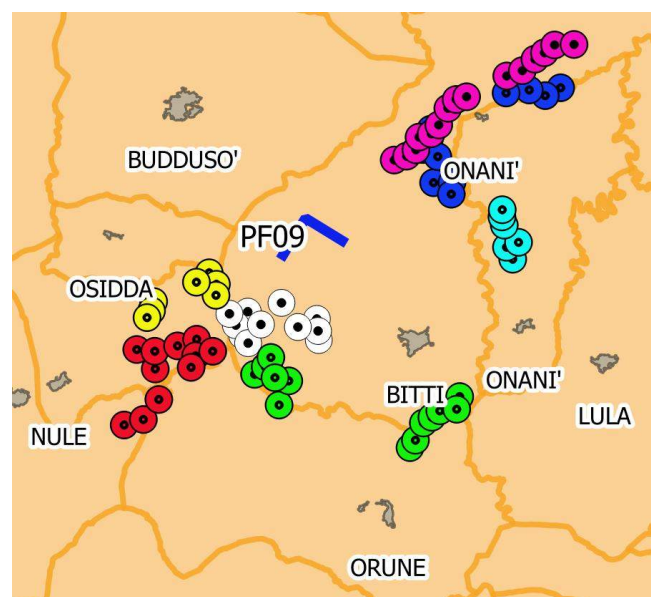 BUDDUSO'
ONANI'
PF09
OSIDDA
BITTI
ONANI'
LULA
NULE
ORUNE